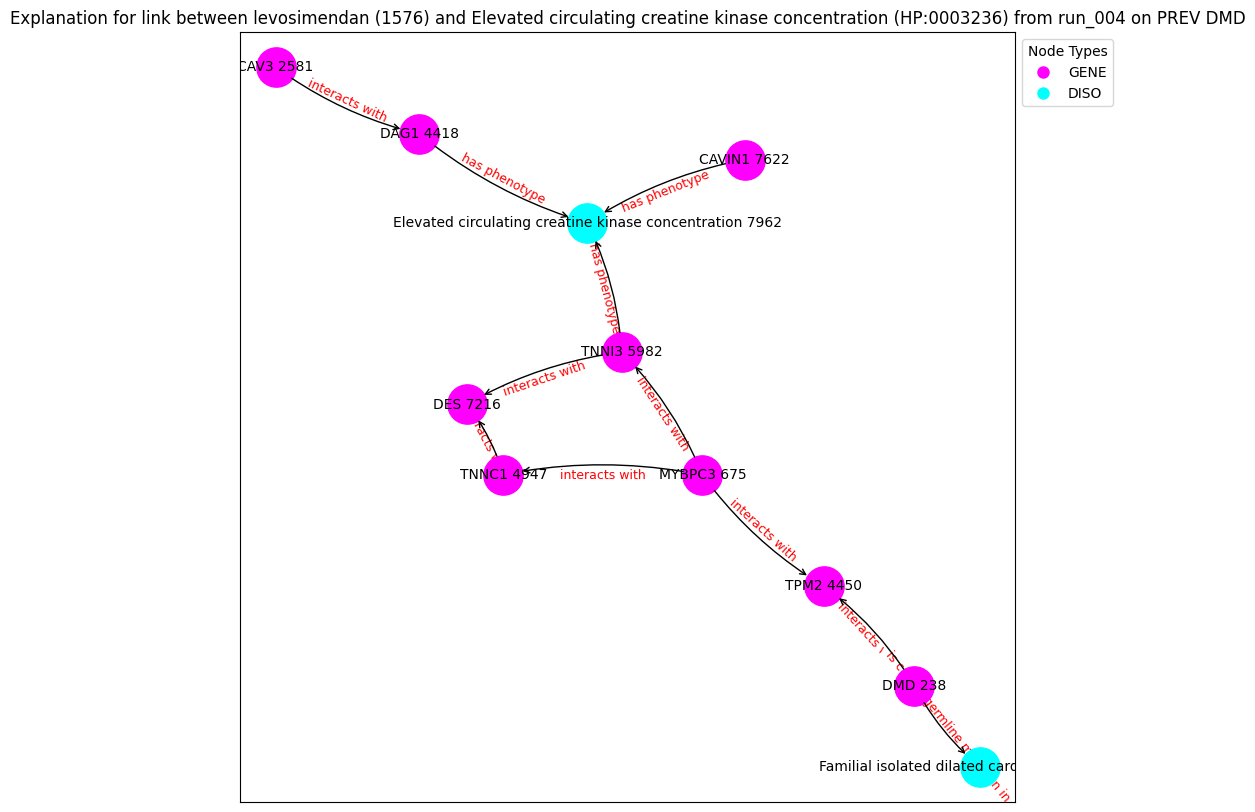 Explanation for link between levosimendan (1576) and Elevated circulating creatine kinase concentration (HP:0003236) from run_004 on PREV DMD
Node Types
GENE
DISO
CAV3 2581
interacts with
DAG1 4418
has phenotype
CAVIN1 7622
has phenotype
Elevated circulating creatine kinase concentration 7962
has phenotype
TNNI3 5982
interacts with
DES 7216
interacts with
TNNC1 4947
interacts with
MYBPC3 675
interacts with
TPM2 4450
interacts
DMD 238
germline
Familial isolated dilated
in